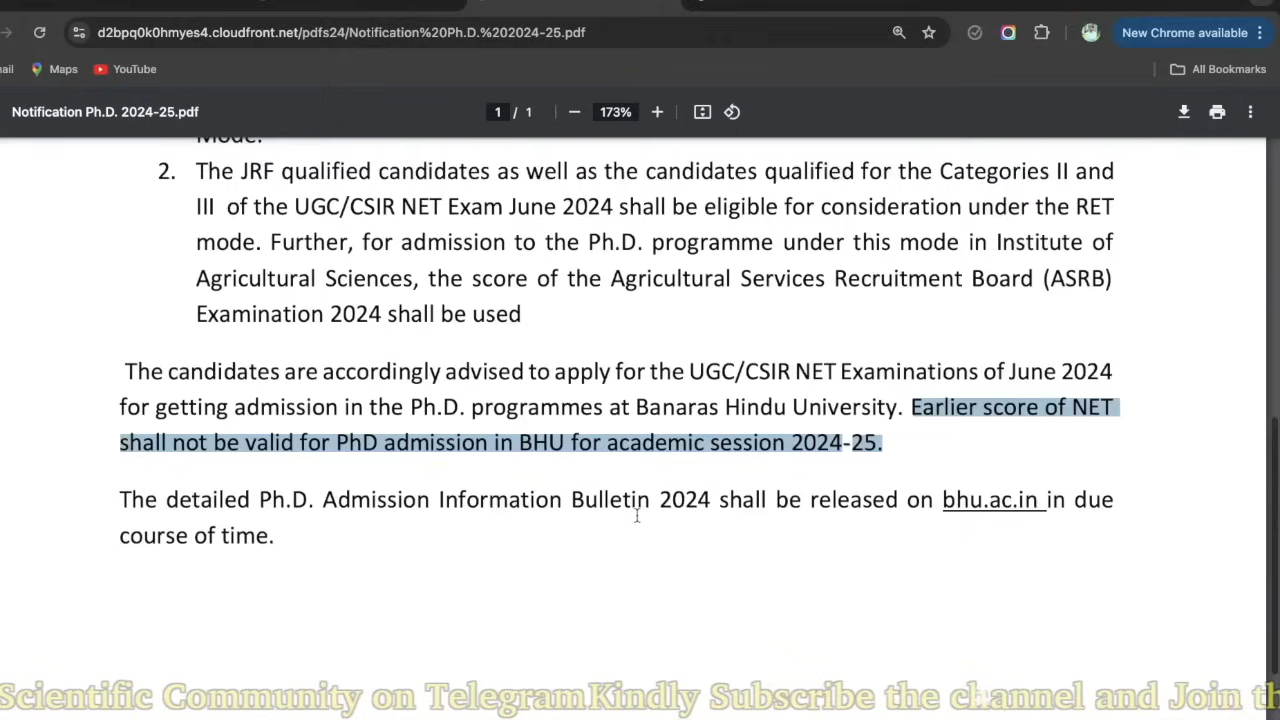 d2bpq0k0hmyes4.cloudfront.net/pdfs24/Notification%20Ph.D.%202024-25.pdf
New Chrome available
Maps
YouTube
All Bookmarks
Notification Ph.D. 2024-25.pdf
1 / 1
173%
Mode.
2. The JRF qualified candidates as well as the candidates qualified for the Categories II and
III of the UGC/CSIR NET Exam June 2024 shall be eligible for consideration under the RET
mode. Further, for admission to the Ph.D. programme under this mode in Institute of
Agricultural Sciences, the score of the Agricultural Services Recruitment Board (ASRB)
Examination 2024 shall be used
The candidates are accordingly advised to apply for the UGC/CSIR NET Examinations of June 2024
for getting admission in the Ph.D. programmes at Banaras Hindu University. Earlier score of NET
shall not be valid for PhD admission in BHU for academic session 2024-25.
The detailed Ph.D. Admission Information Bulletin 2024 shall be released on bhu.ac.in in due
course of time.
Scientific Community on Telegram Kindly Subscribe the channel and Join th